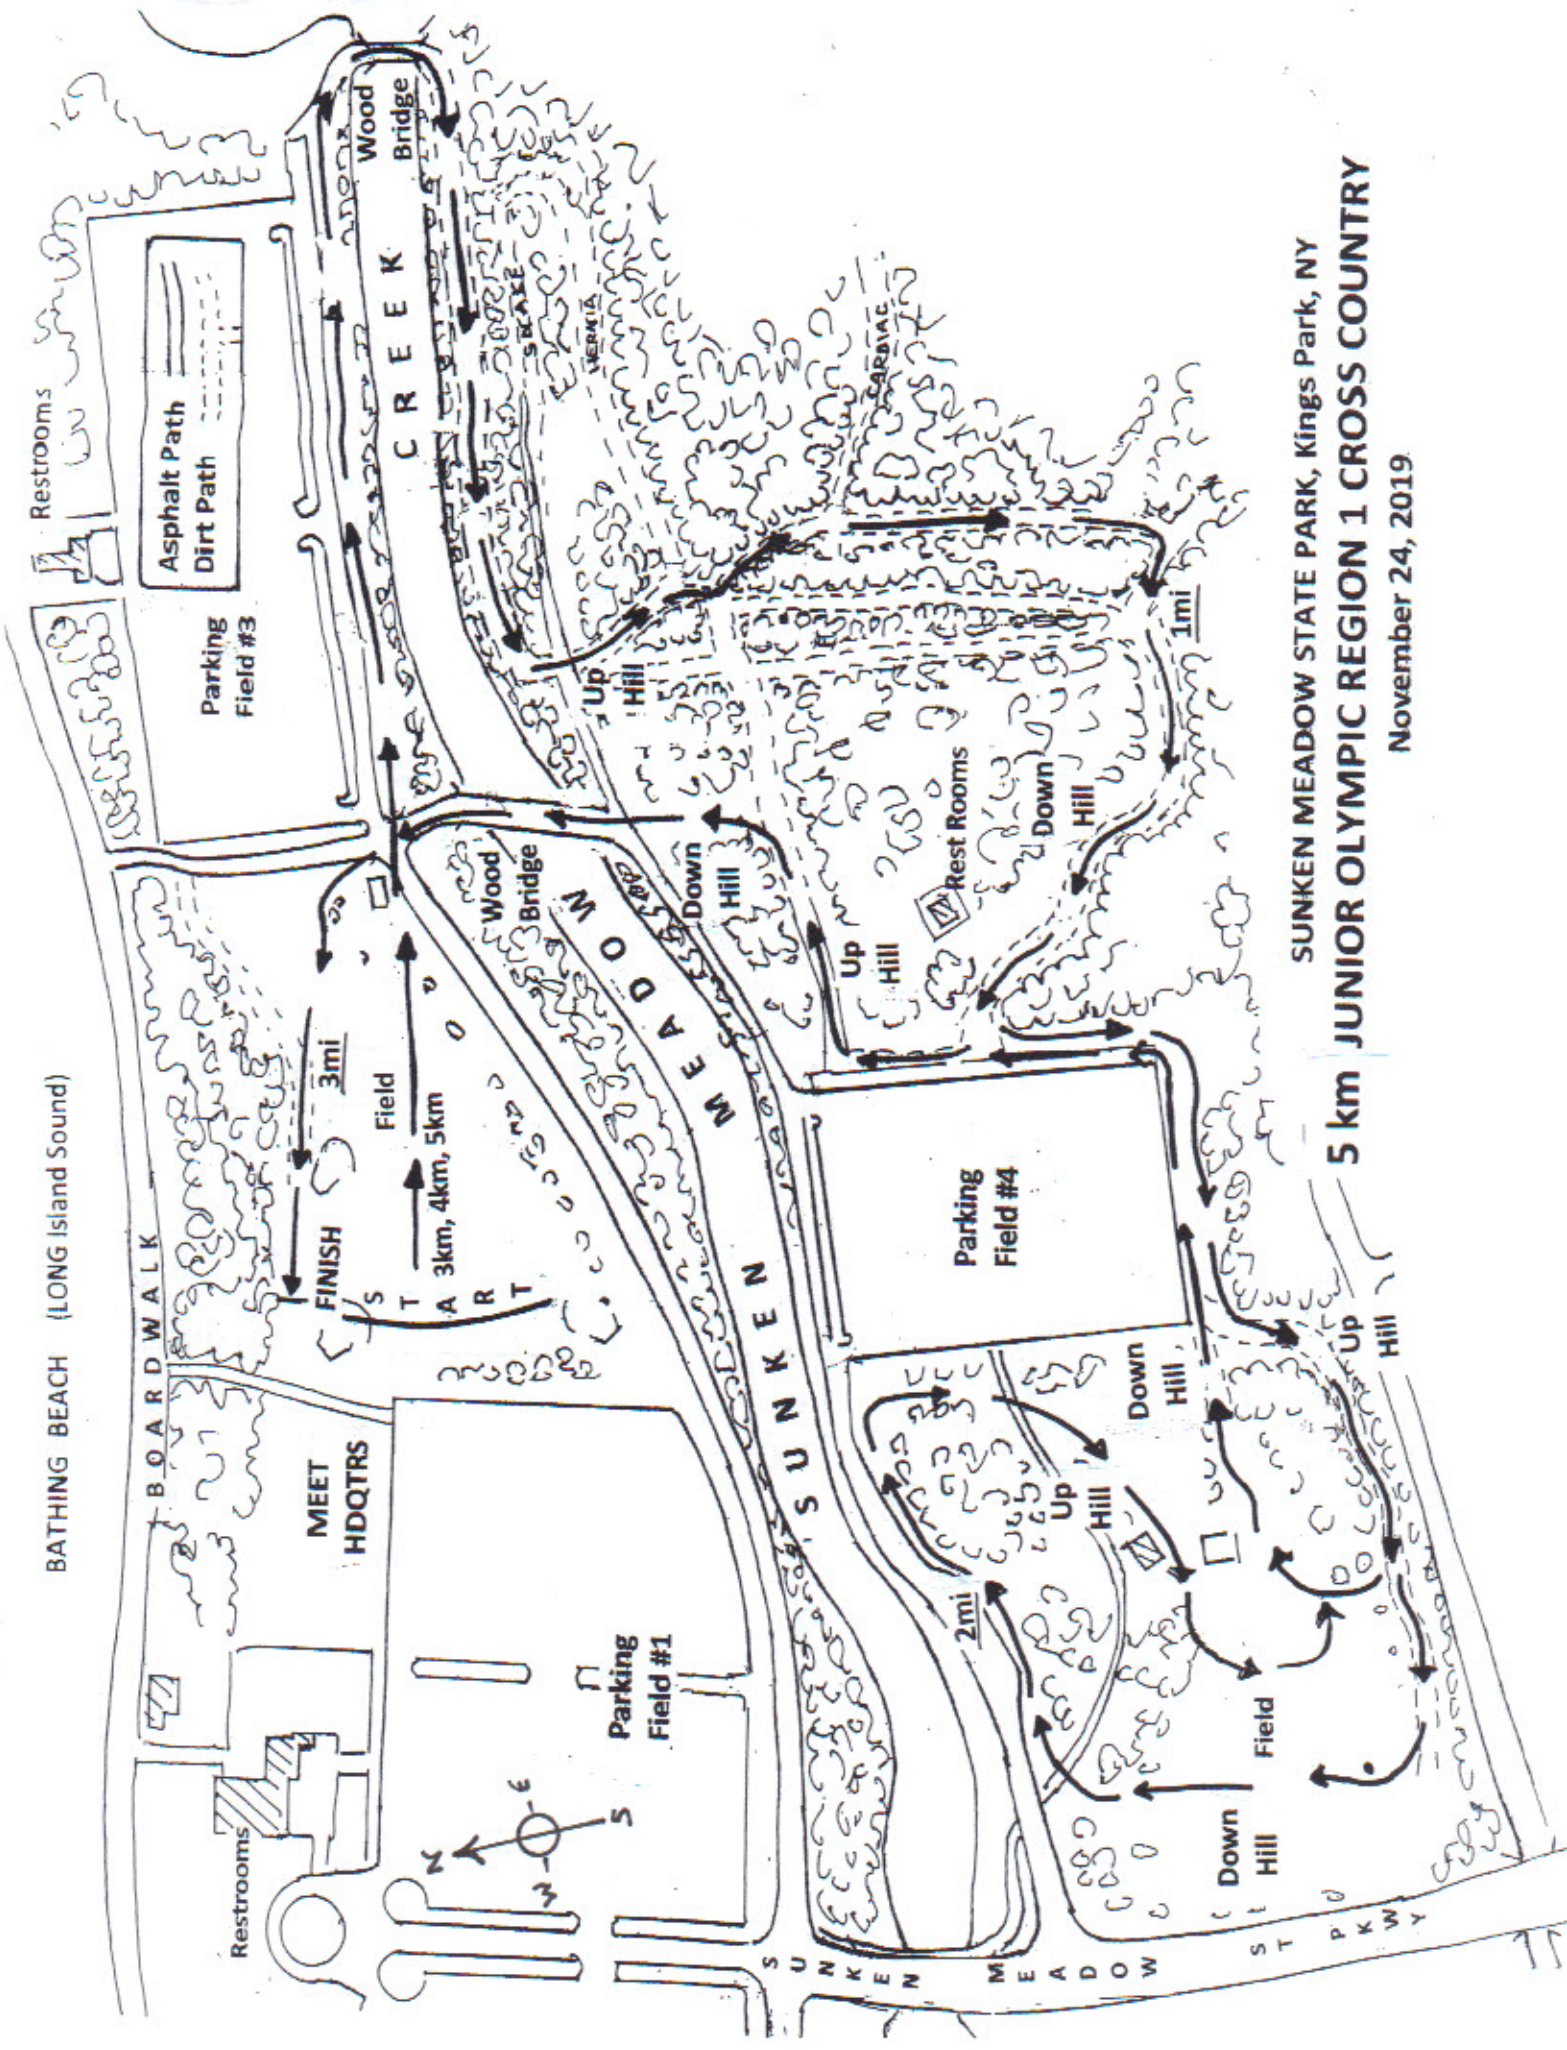 BATHING BEACH (LONG Island Sound)
BOARDWALK
Restrooms
Restrooms
MEET
HDQTRS
FINISH
START
3km, 4km, 5km
Field
3mi
Parking
Field #3
Asphalt Path
Dirt Path
Wood
Bridge
Wood
Bridge
N
W
E
S
Parking
Field #1
SUNKEN MEADOW CREEK
SNAKE
HERNIA
CARDIAC
Up
Hill
Down
Hill
Up
Hill
Rest Rooms
Down
Hill
1mi
Parking
Field #4
2mi
Up
Hill
Down
Hill
Up
Hill
Field
Down
Hill
SUNKEN MEADOW ST PKWY
SUNKEN MEADOW STATE PARK, Kings Park, NY
5 km JUNIOR OLYMPIC REGION 1 CROSS COUNTRY
November 24, 2019